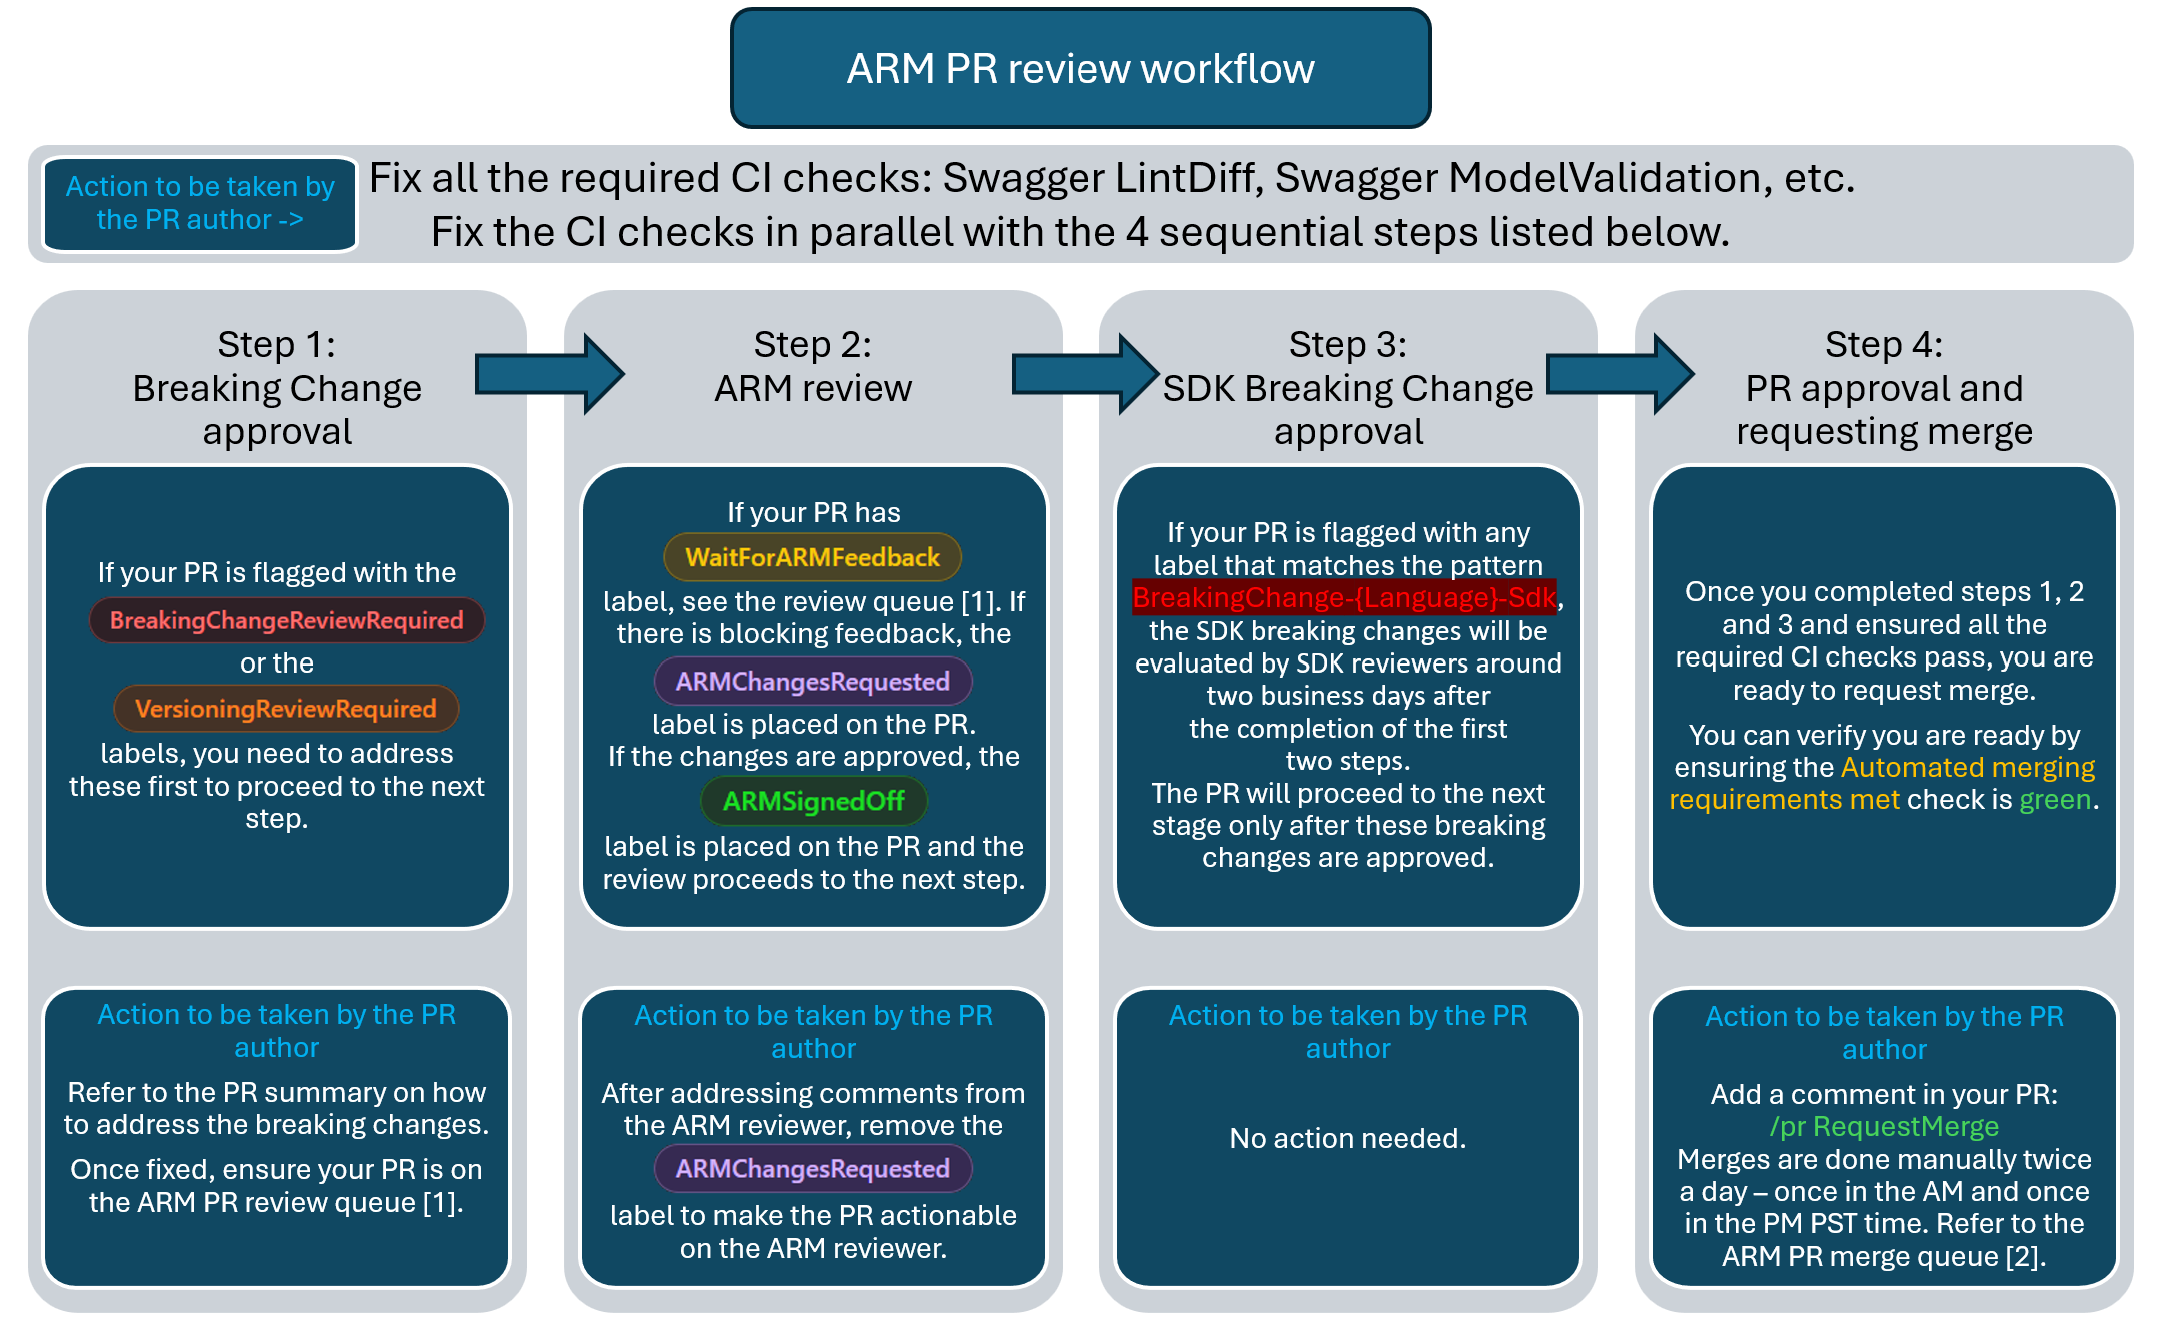 ARM PR review workflow
Action to be taken by
the PR author ->
Fix all the required CI checks: Swagger LintDiff, Swagger ModelValidation, etc.
Fix the CI checks in parallel with the 4 sequential steps listed below.
Step 1:
Breaking Change
approval
If your PR is flagged with the
BreakingChangeReviewRequired
or the
VersioningReviewRequired
labels, you need to address
these first to proceed to the next
step.
Action to be taken by the PR
author
Refer to the PR summary on how
to address the breaking changes.
Once fixed, ensure your PR is on
the ARM PR review queue [1].
Step 2:
ARM review
If your PR has
WaitForARMFeedback
label, see the review queue [1]. If
there is blocking feedback, the
ARMChangesRequested
label is placed on the PR.
If the changes are approved, the
ARMSignedOff
label is placed on the PR and the
review proceeds to the next step.
Action to be taken by the PR
author
After addressing comments from
the ARM reviewer, remove the
ARMChangesRequested
label to make the PR actionable
on the ARM reviewer.
Step 3:
SDK Breaking Change
approval
If your PR is flagged with any
label that matches the pattern
BreakingChange-{Language}-Sdk,
the SDK breaking changes will be
evaluated by SDK reviewers around
two business days after
the completion of the first
two steps.
The PR will proceed to the next
stage only after these breaking
changes are approved.
Action to be taken by the PR
author
No action needed.
Step 4:
PR approval and
requesting merge
Once you completed steps 1, 2
and 3 and ensured all the
required CI checks pass, you are
ready to request merge.
You can verify you are ready by
ensuring the Automated merging
requirements met check is green.
Action to be taken by the PR
author
Add a comment in your PR:
/pr RequestMerge
Merges are done manually twice
a day – once in the AM and once
in the PM PST time. Refer to the
ARM PR merge queue [2].